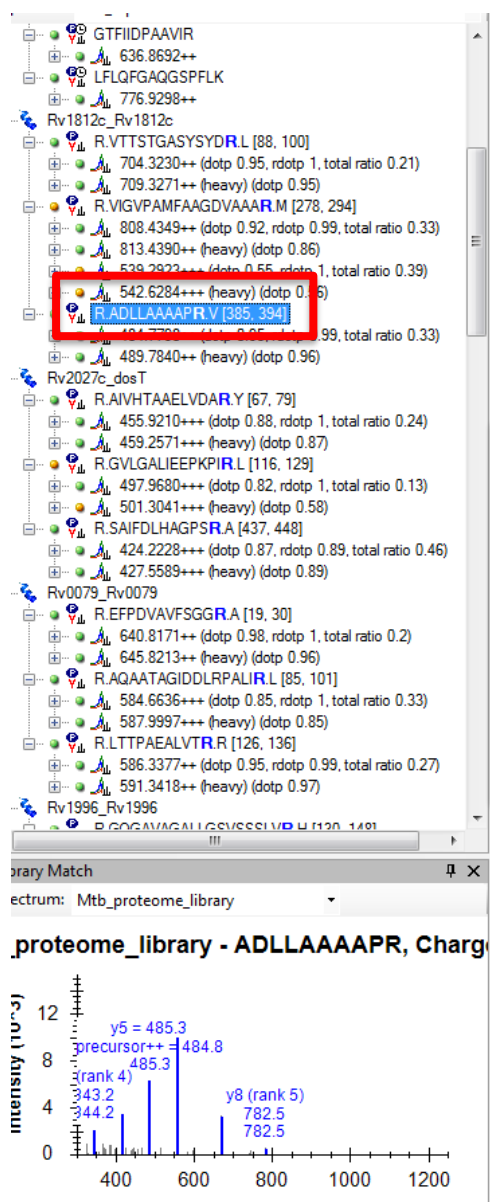 GTFIIDPAAVIR
636.8692++
LFLQFGAQGSPFLK
776.9298++
Rv1812c_Rv1812c
R.VTTSTGASYSYDR.L [88, 100]
704.3230++ (dotp 0.95, rdotp 1, total ratio 0.21)
709.3271++ (heavy) (dotp 0.95)
R.VIGVPAMFAAGDVAAAR.M [278, 294]
808.4349++ (dotp 0.92, rdotp 0.99, total ratio 0.33)
813.4390++ (heavy) (dotp 0.86)
539.2923+++ (dotp 0.55, rdotp 1, total ratio 0.39)
542.6284+++ (heavy) (dotp
R.ADLLAAAAPR.V [385, 394]
total ratio 0.33)
489.7840++ (heavy) (dotp 0.96)
Rv2027c_dosT
R.AIVHTAAELVDAR.Y [67, 79]
455.9210+++ (dotp 0.88, rdotp 1, total ratio 0.24)
459.2571+++ (heavy) (dotp 0.87)
R.GVLGALIEEPKPIR.L [116, 129]
497.9680+++ (dotp 0.82, rdotp 1, total ratio 0.13)
501.3041+++ (heavy) (dotp 0.58)
R.SAIFDLHAGPSR.A [437, 448]
424.2228+++ (dotp 0.87, rdotp 0.89, total ratio 0.46)
427.5589+++ (heavy) (dotp 0.89)
Rv0079_Rv0079
R.EFPDVAVFSGGR.A [19, 30]
640.8171++ (dotp 0.98, rdotp 1, total ratio 0.2)
645.8213++ (heavy) (dotp 0.96)
R.AQAATAGIDDLRPALIR.L [85, 101]
584.6636+++ (dotp 0.85, rdotp 1, total ratio 0.33)
587.9997+++ (heavy) (dotp 0.85)
R.LTTPAEALVTR.R [126, 136]
586.3377++ (dotp 0.95, rdotp 0.99, total ratio 0.27)
591.3418++ (heavy) (dotp 0.97)
Rv1996_Rv1996
R.GQGAVAGALLGSVSSSLVR.H [130, 148]
brary Match
ectrum: Mtb_proteome_library
_proteome_library - ADLLAAAAPR, Charg
Intensity (10^3)
12
8
4
0
y5 = 485.3
precursor++ = 484.8
485.3
(rank 4)
343.2
344.2
y8 (rank 5)
782.5
782.5
400 600 800 1000 1200